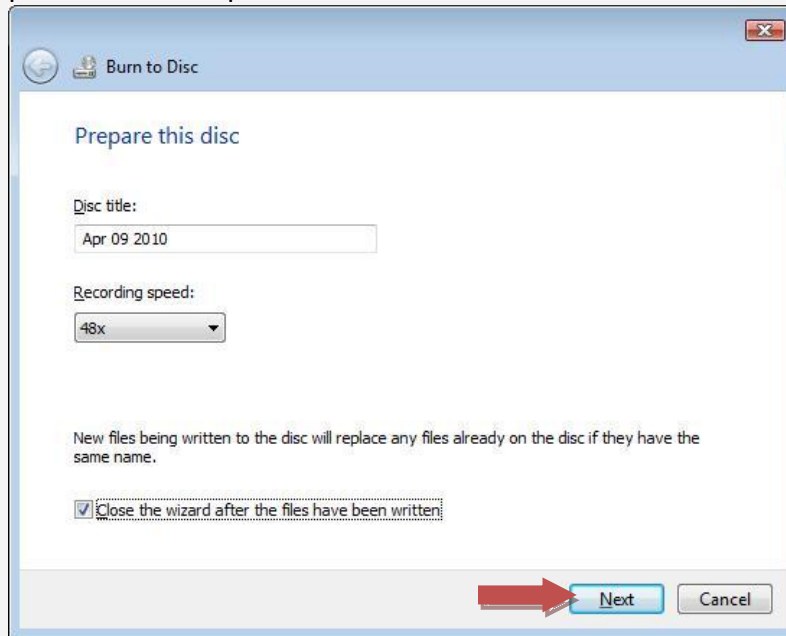 Burn to Disc
Prepare this disc
Disc title:
Apr 09 2010
Recording speed:
48x
New files being written to the disc will replace any files already on the disc if they have the
same name.
Close the wizard after the files have been written
Next Cancel